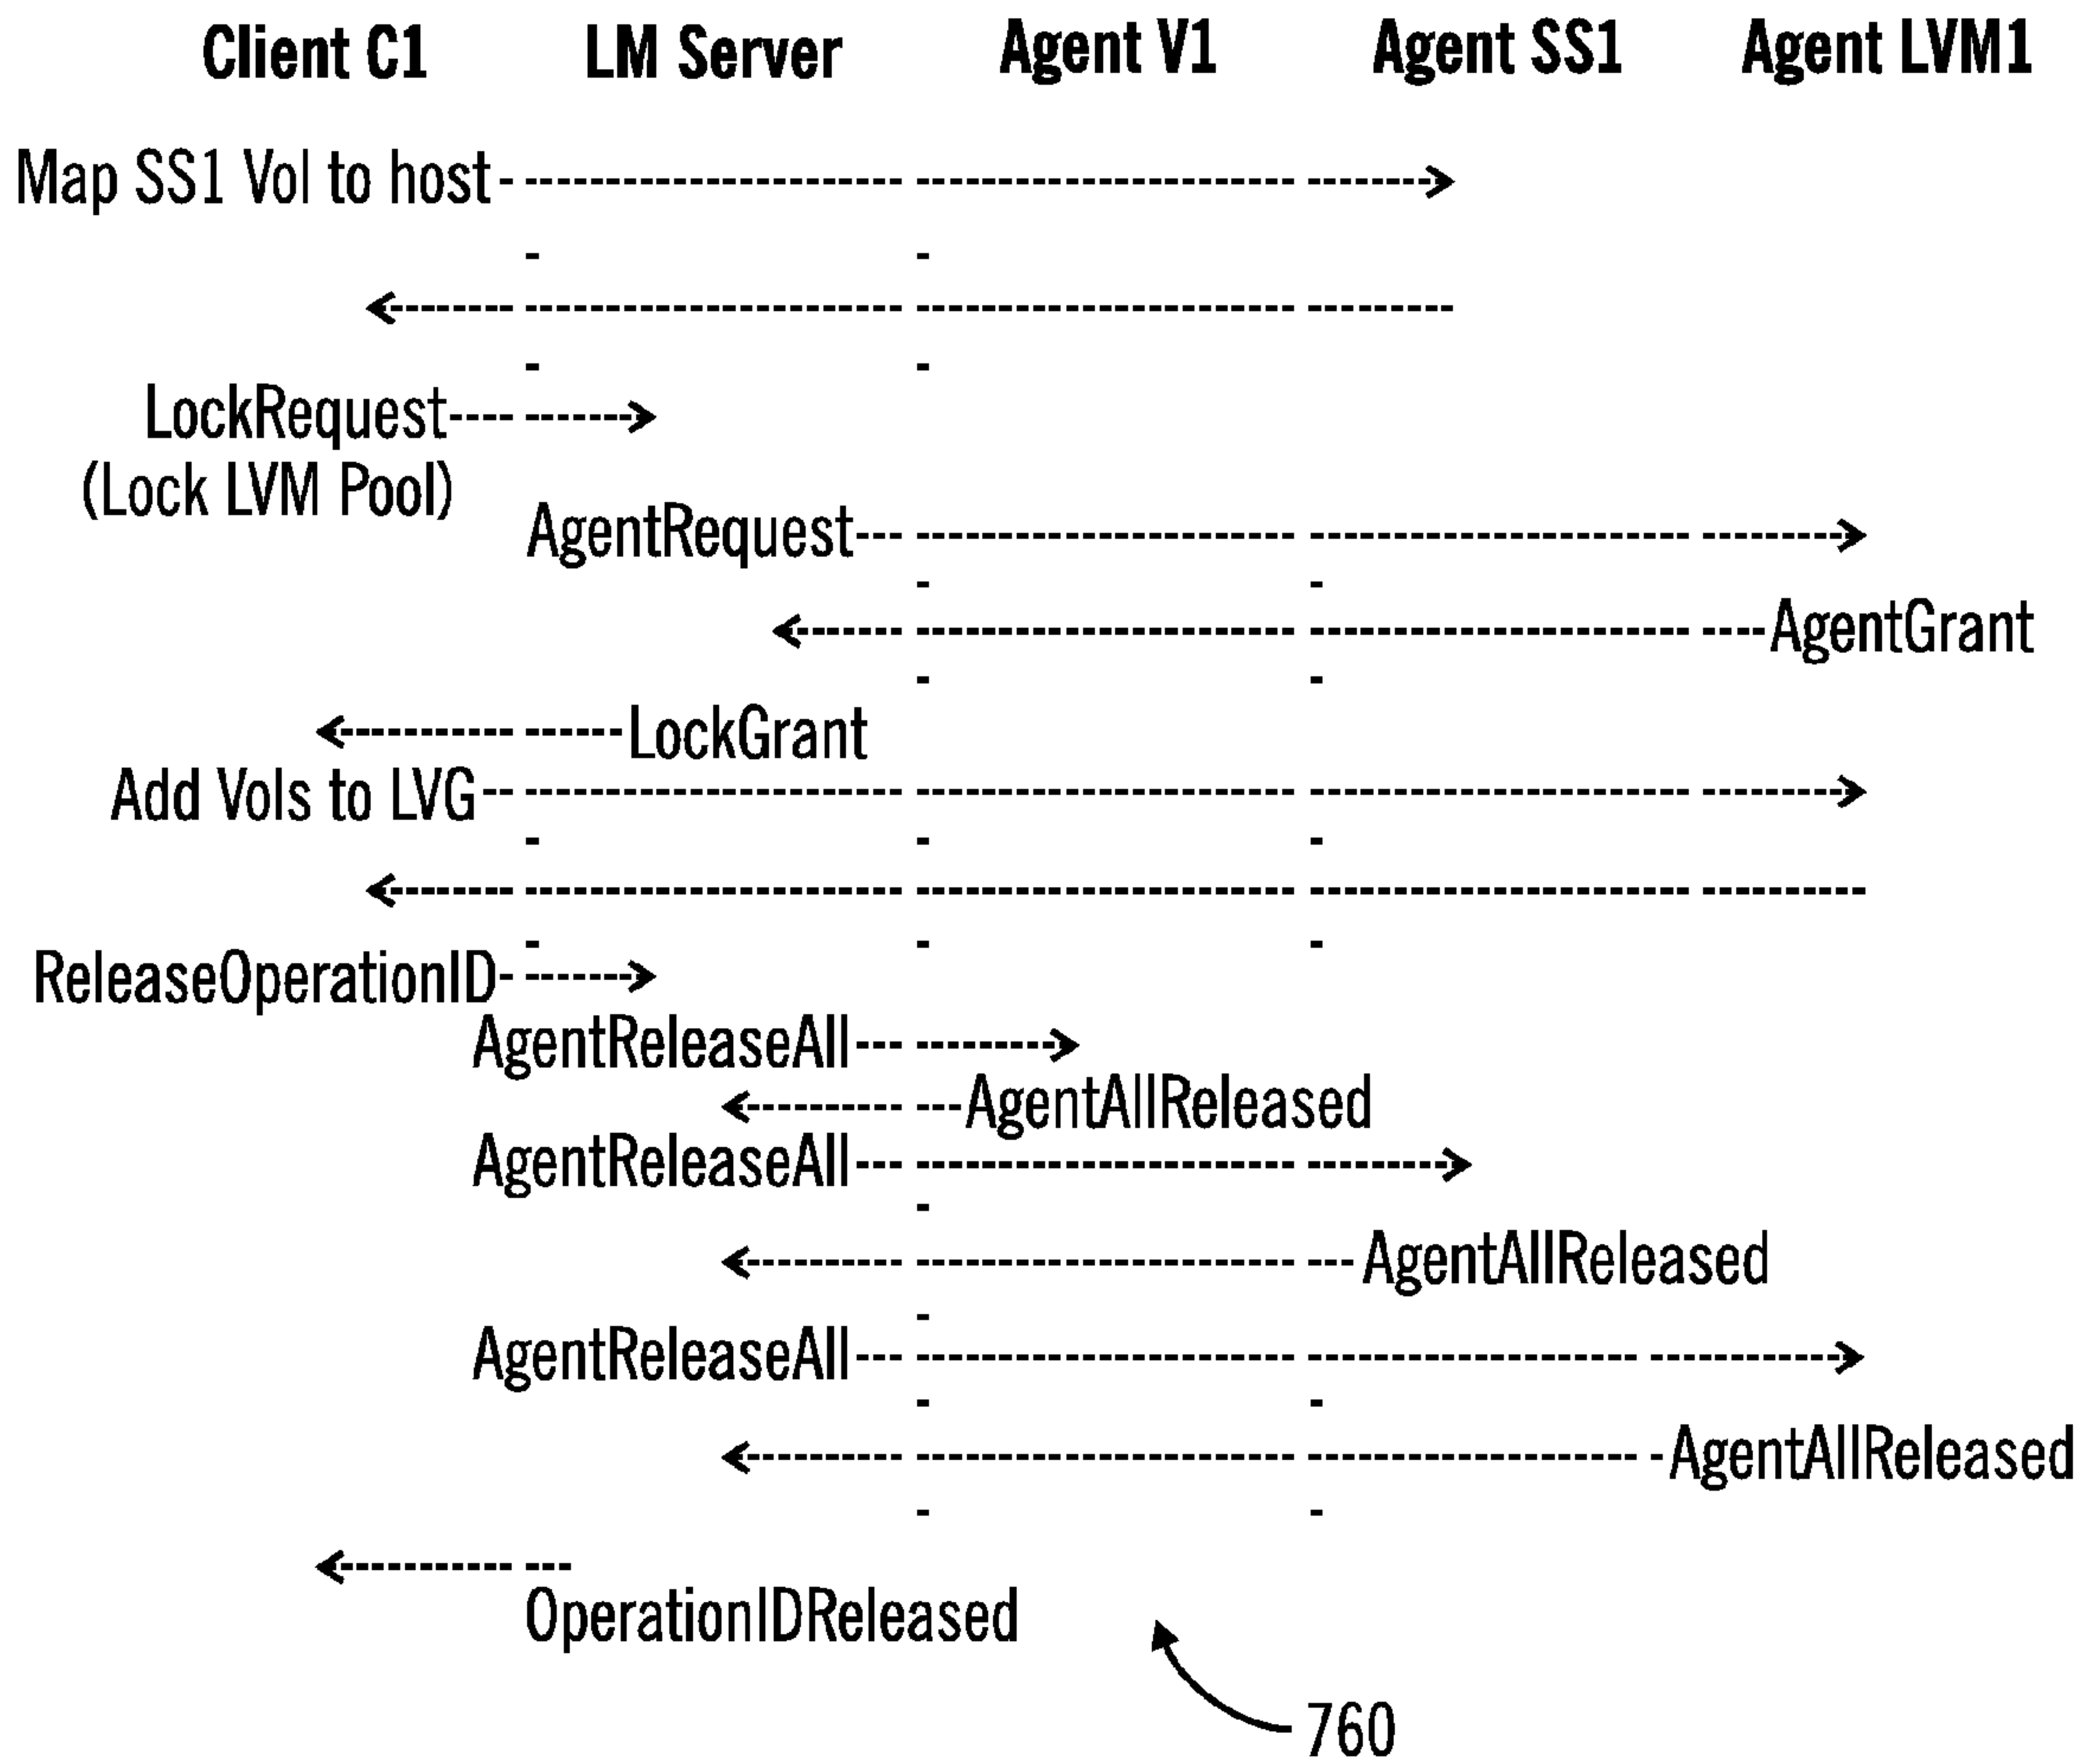 Client C1 LM Server Agent V1 Agent SS1 Agent LVM1
Map SS1 Vol to host
LockRequest
(Lock LVM Pool)
AgentRequest
AgentGrant
LockGrant
Add Vols to LVG
ReleaseOperationID
AgentReleaseAll
AgentAllReleased
AgentReleaseAll
AgentAllReleased
AgentReleaseAll
AgentAllReleased
OperationIDReleased
760